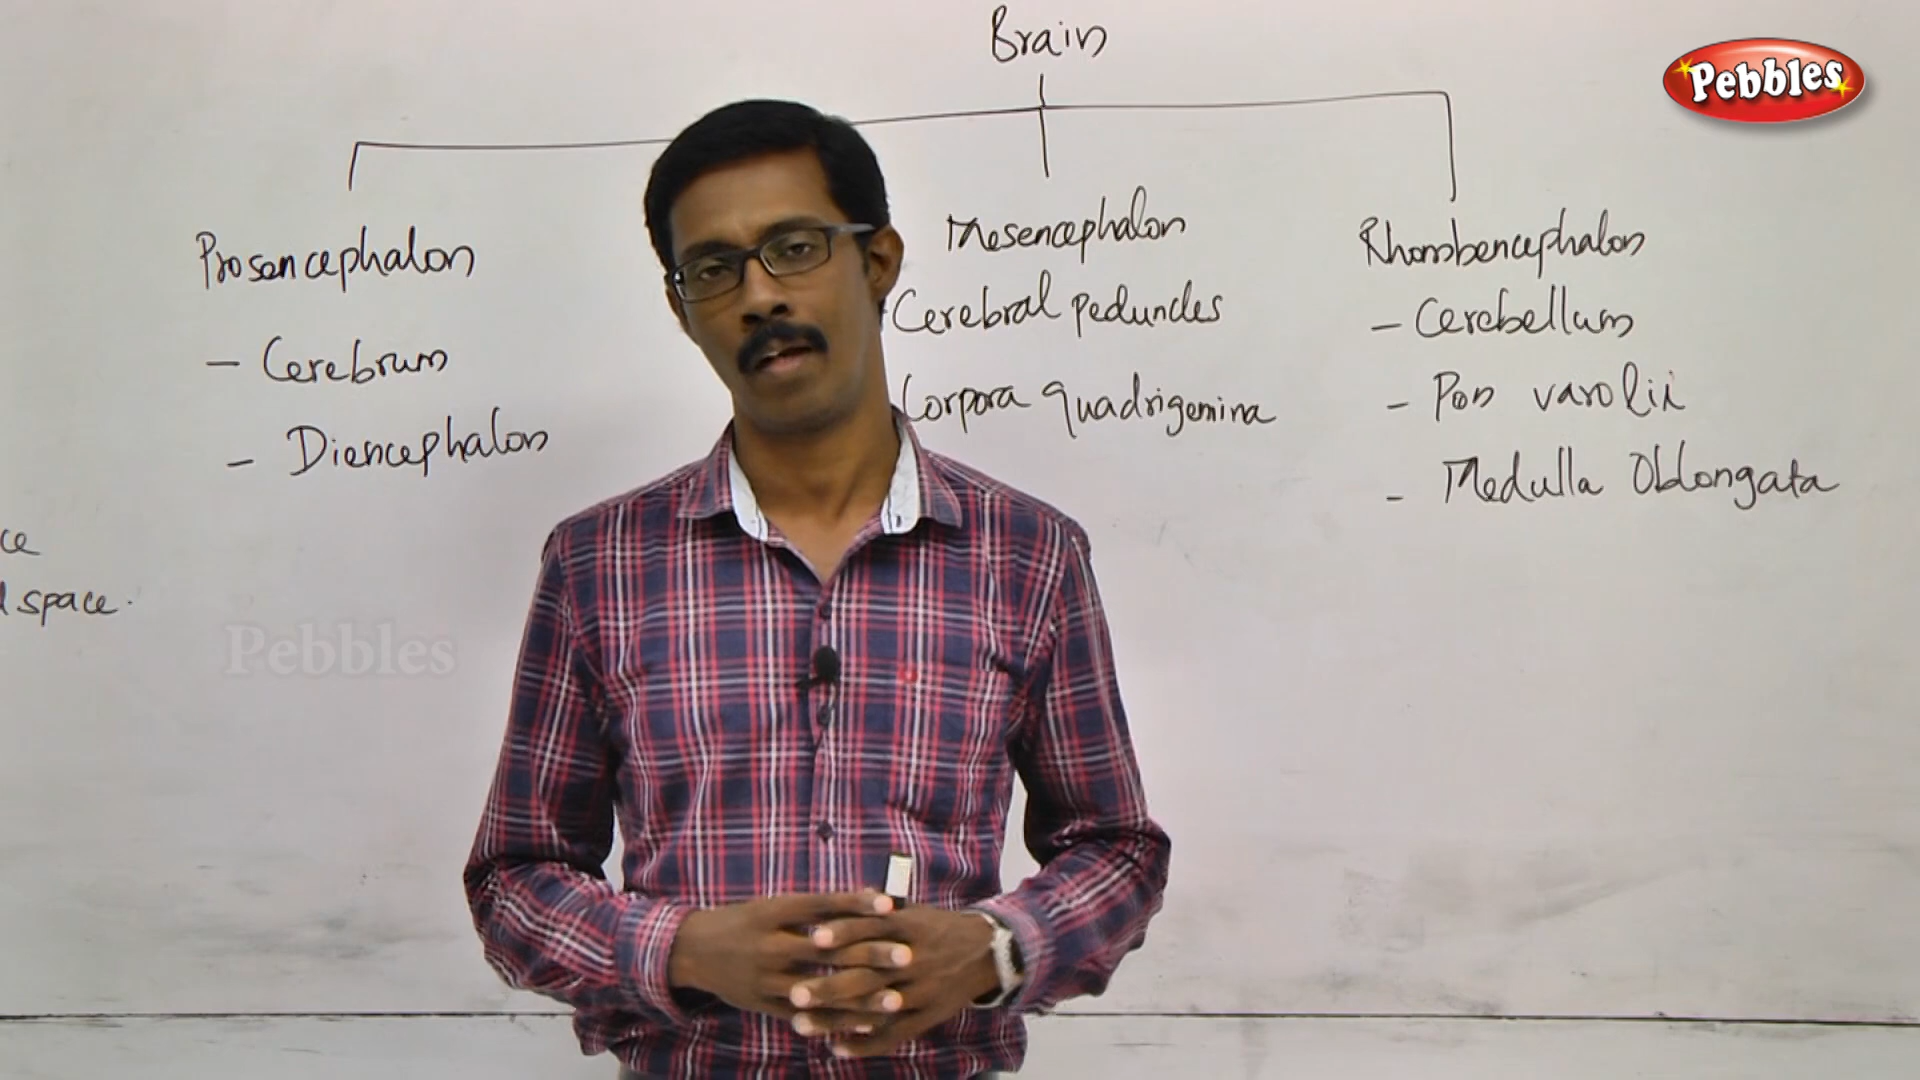 Brain
Pebbles
Prosencephalon
- Cerebrum
- Diencephalon
Mesencephalon
Cerebral peduncles
Corpora quadrigemina
Rhombencephalon
- Cerebellum
- Pon varolii
- Medulla Oblongata
ce
space.
Pebbles